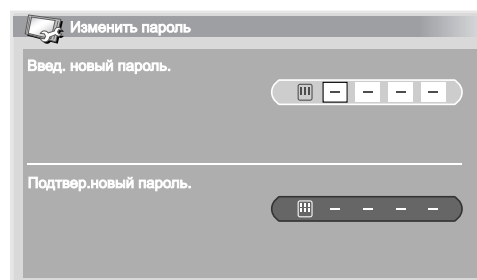 Изменить пароль
Введ. новый пароль.
– – – –
Подтвер.новый пароль.
– – – –